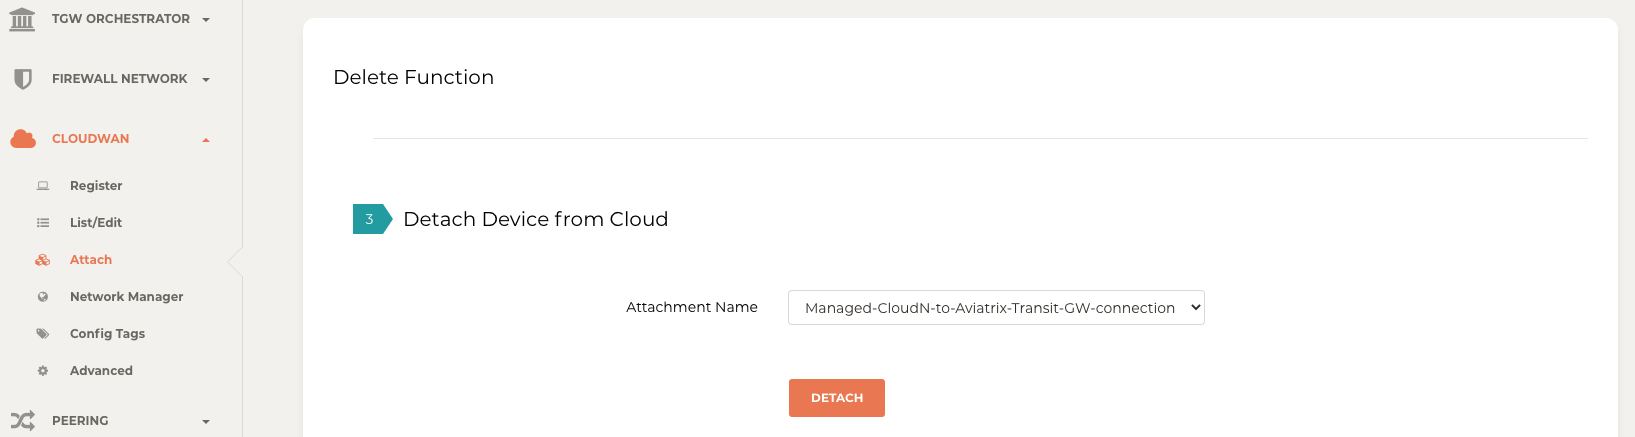 TGW ORCHESTRATOR
FIREWALL NETWORK
CLOUDWAN
Register
List/Edit
Attach
Network Manager
Config Tags
Advanced
PEERING
Delete Function
3 Detach Device from Cloud
Attachment Name Managed-CloudN-to-Aviatrix-Transit-GW-connection
DETACH